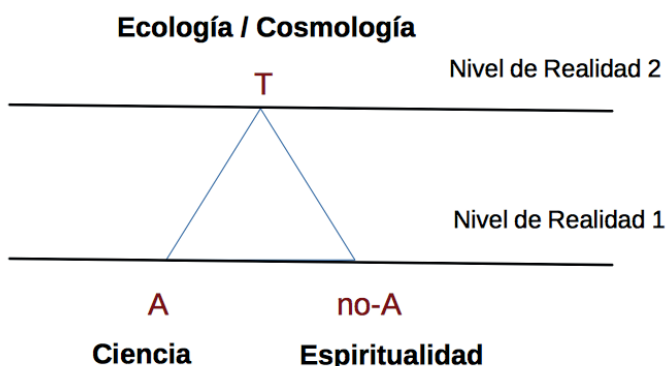 Ecología / Cosmología
Nivel de Realidad 2
T
Nivel de Realidad 1
A
no-A
Ciencia
Espiritualidad